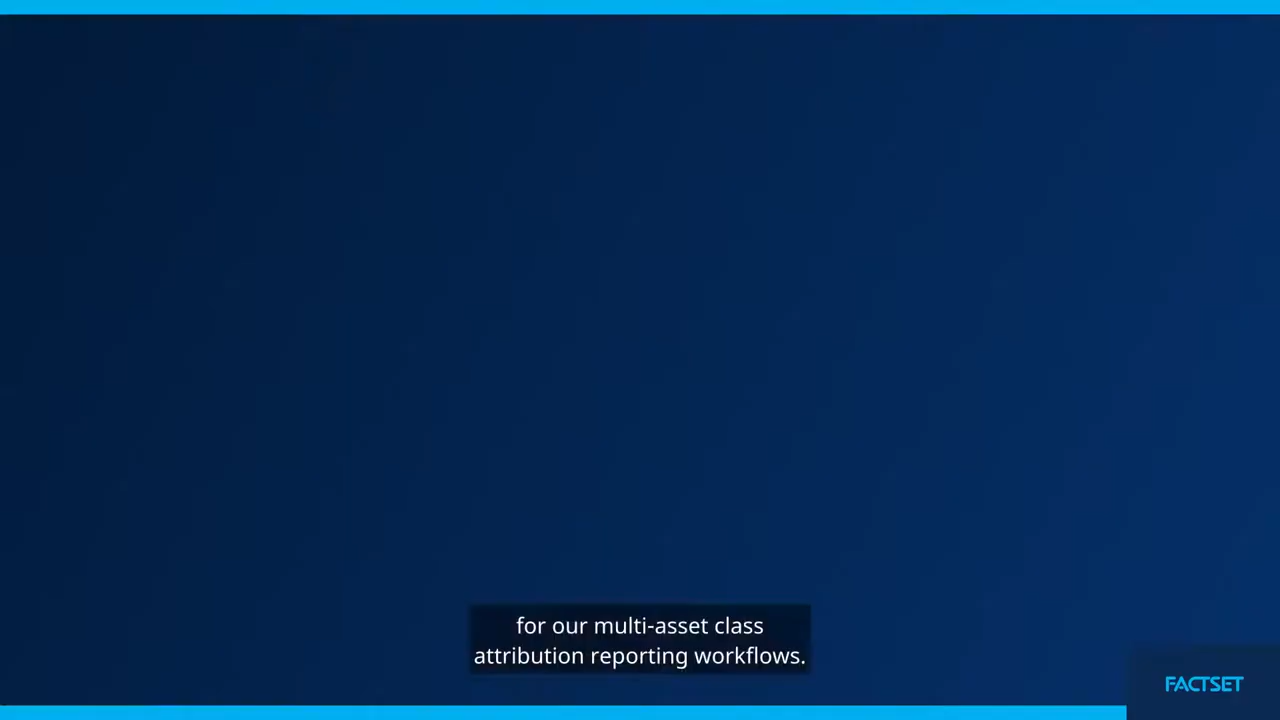 for our multi-asset class
attribution reporting workflows.
FACTSET